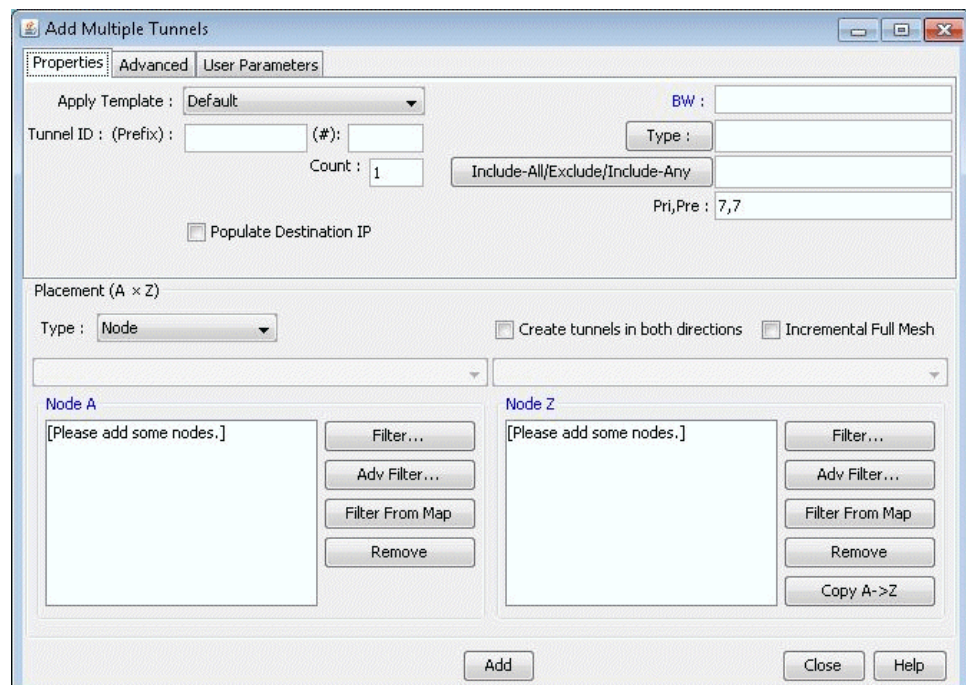 Add Multiple Tunnels
Properties Advanced User Parameters
Apply Template : Default BW :
Tunnel ID : (Prefix) : (#): Type :
Count : 1 Include-All/Exclude/Include-Any
Pri,Pre : 7,7
Populate Destination IP
Placement (A × Z)
Type : Node Create tunnels in both directions Incremental Full Mesh
Node A Node Z
[Please add some nodes.] Filter... [Please add some nodes.] Filter...
Adv Filter... Adv Filter...
Filter From Map Filter From Map
Remove Remove
Copy A->Z
Add Close Help